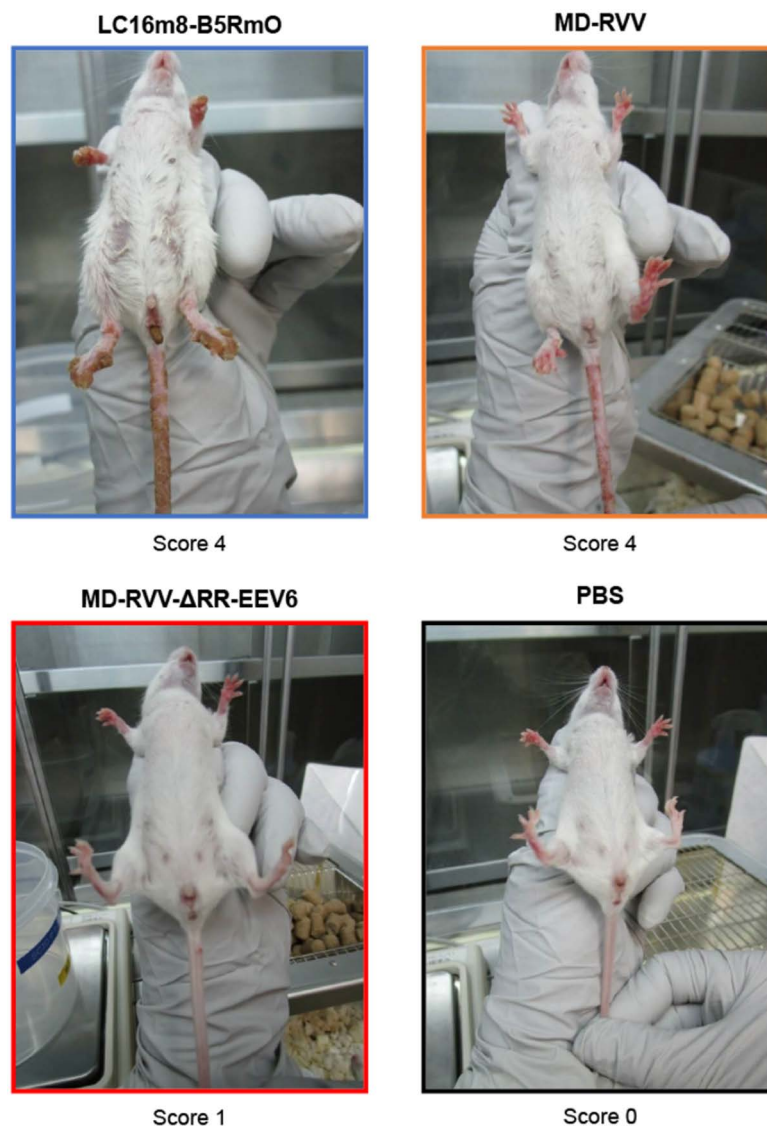 LC16m8-B5RmO
MD-RVV
Score 4
Score 4
MD-RVV-ΔRR-EEV6
PBS
Score 1
Score 0